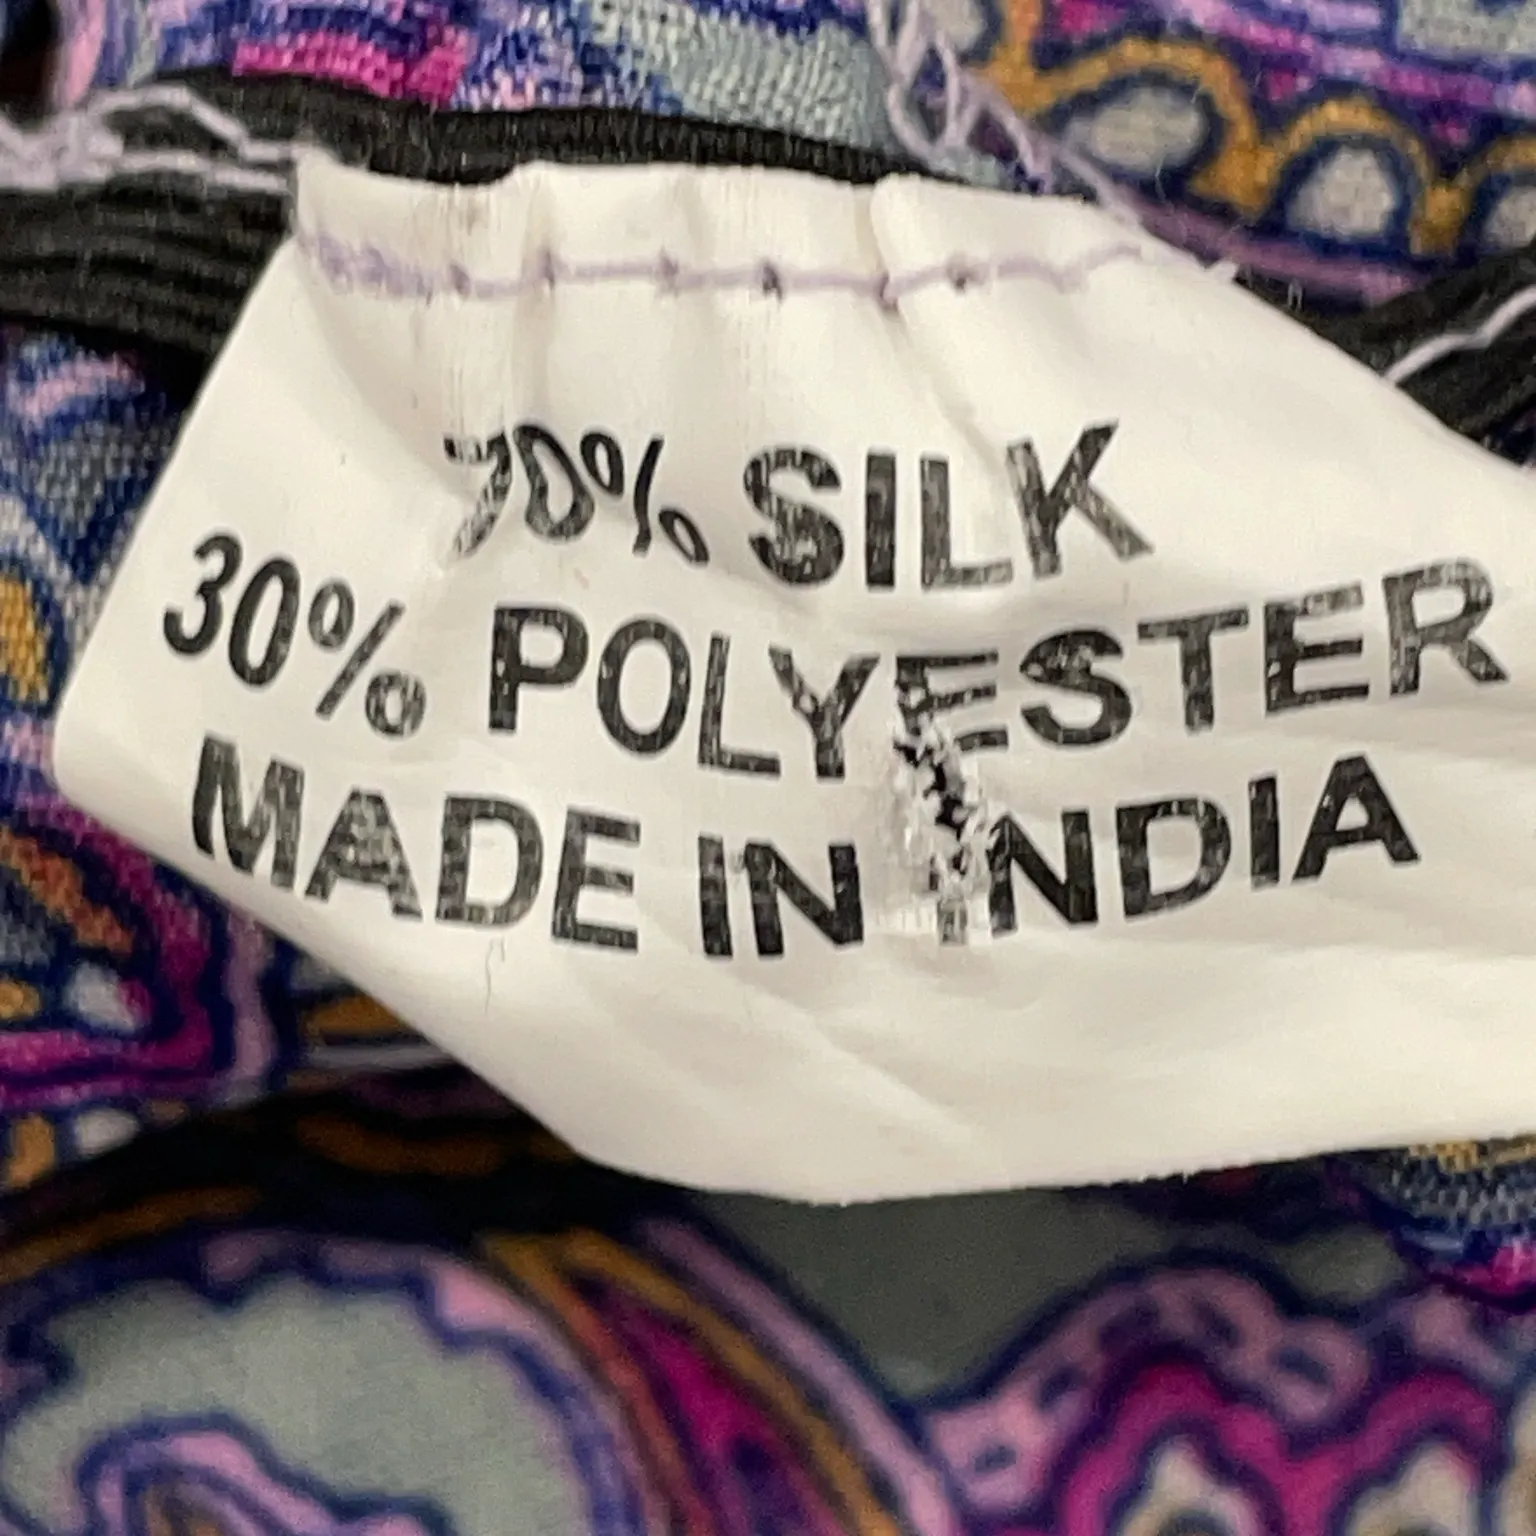 70% SILK
30% POLYESTER
MADE IN INDIA